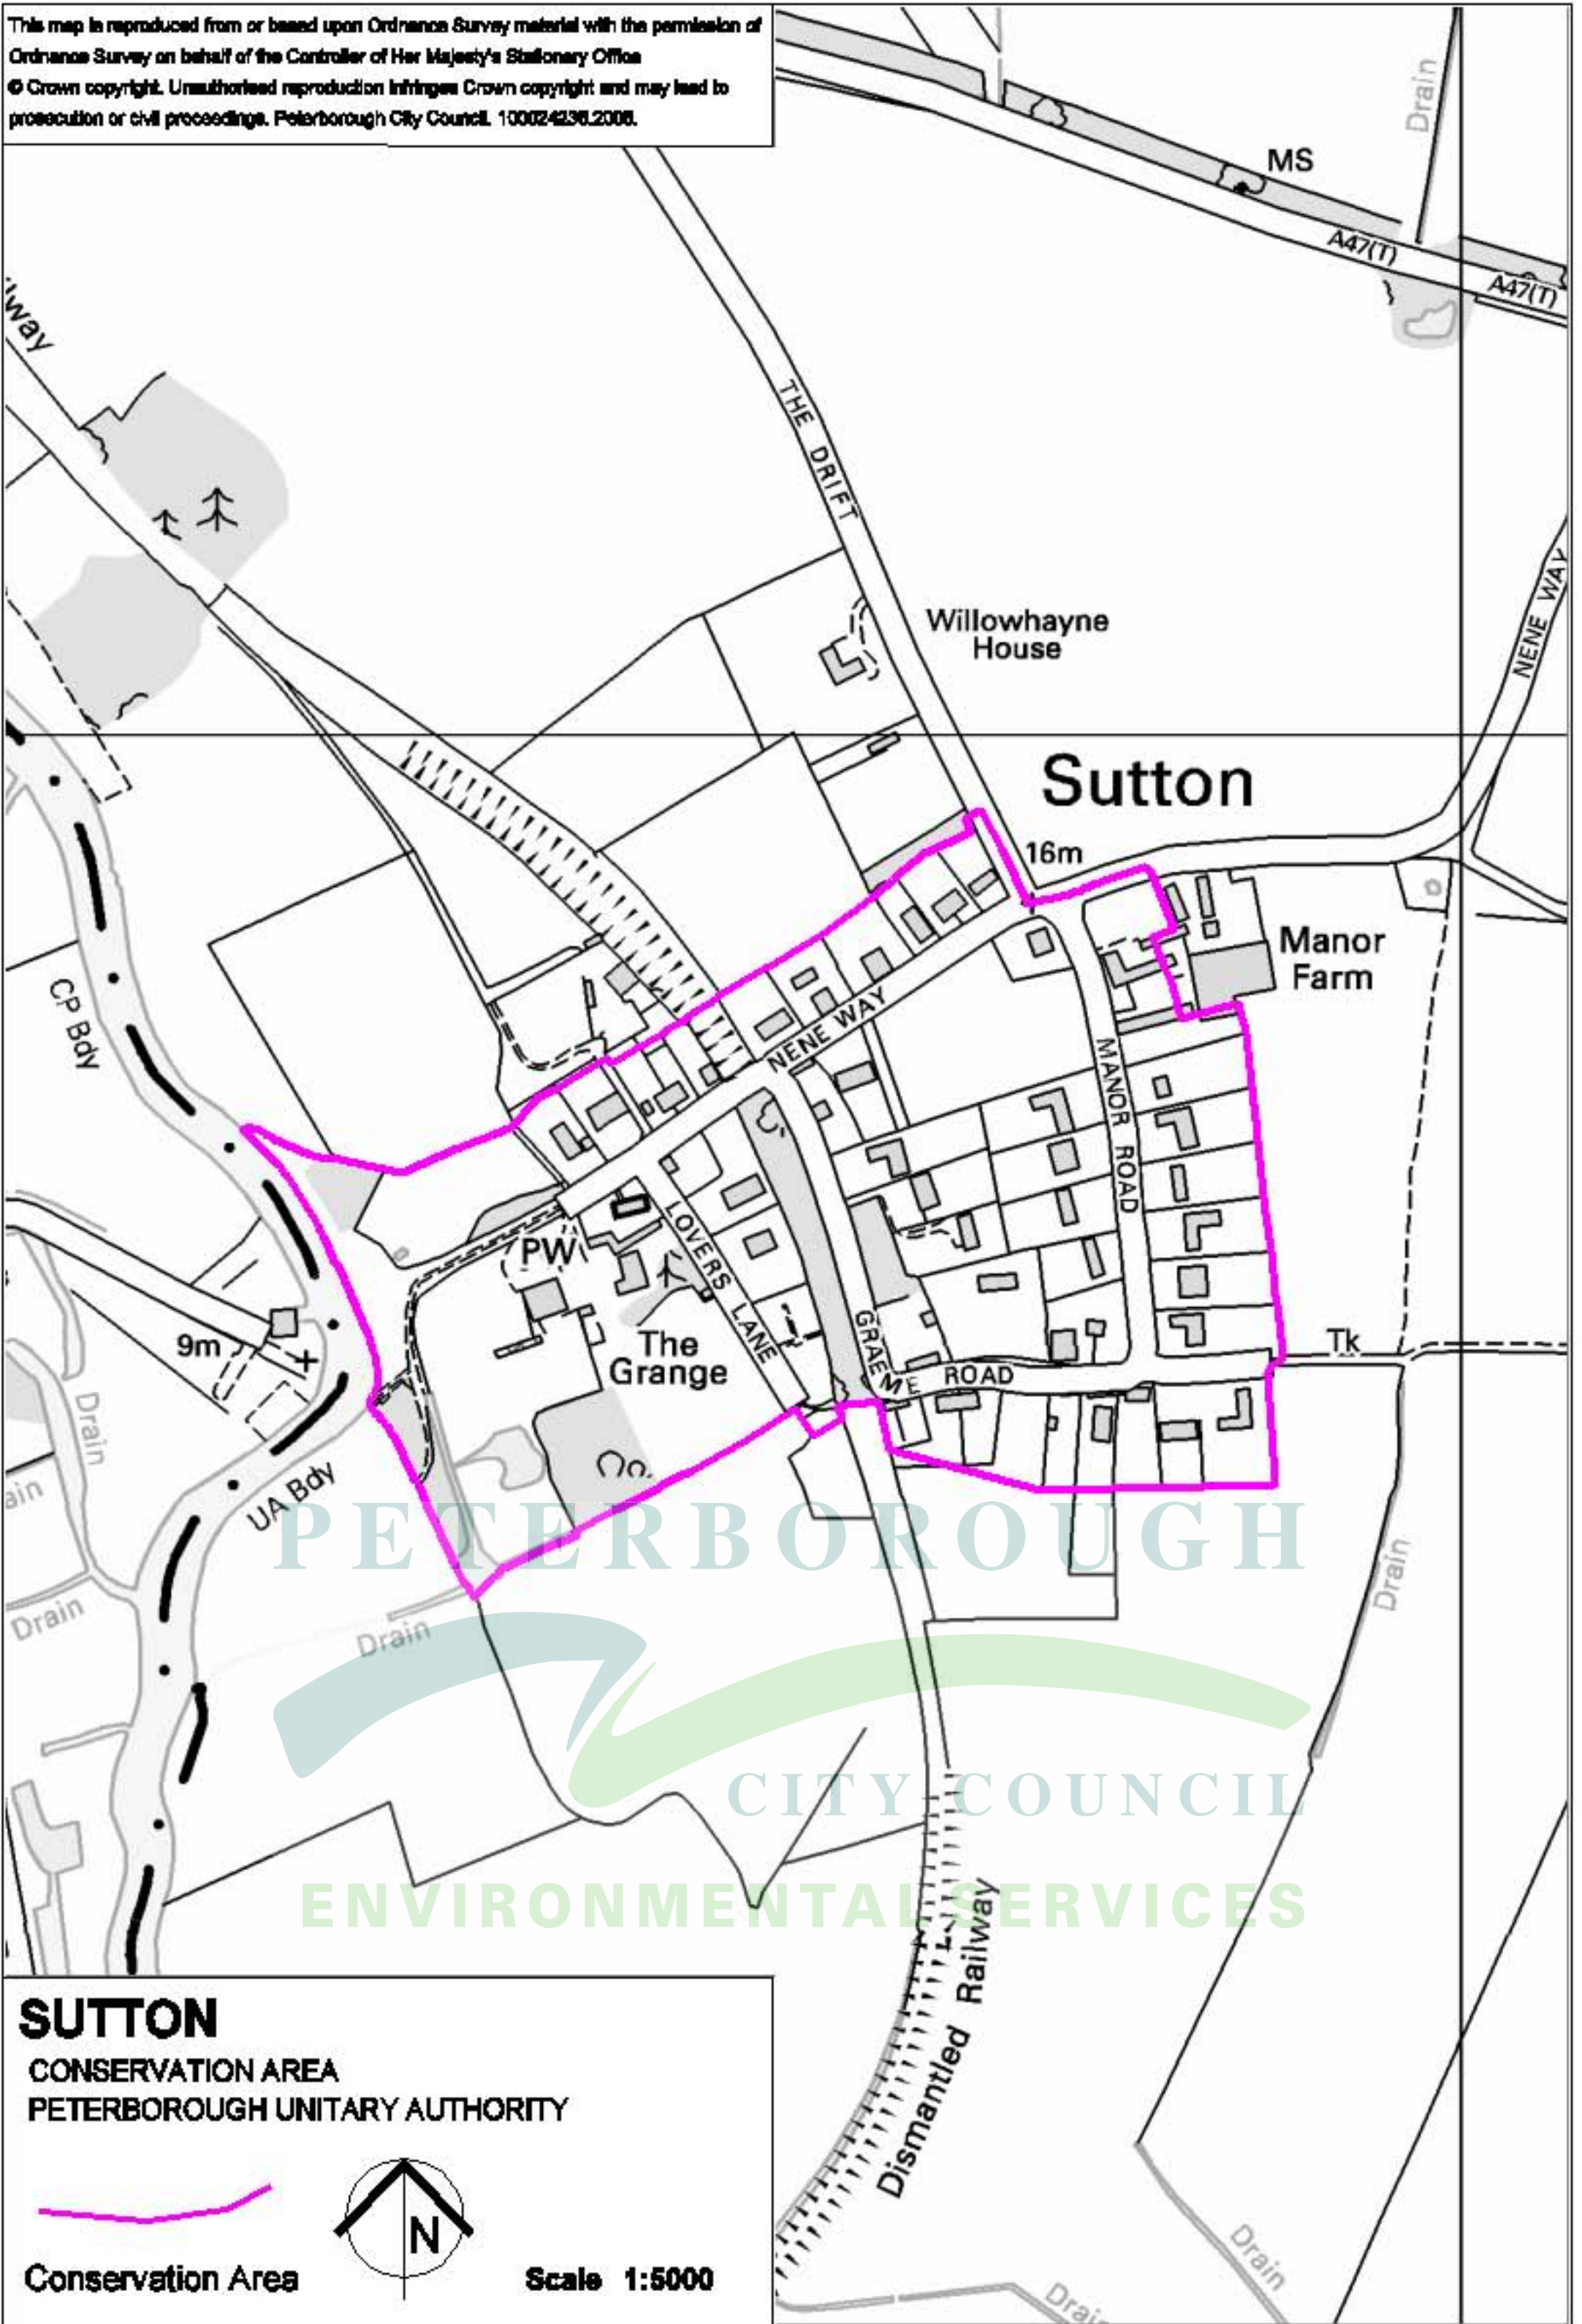 This map is reproduced from or based upon Ordnance Survey material with the permission of
Ordnance Survey on behalf of the Controller of Her Majesty's Stationary Office
© Crown copyright. Unauthorised reproduction infringes Crown copyright and may lead to
prosecution or civil proceedings. Peterborough City Council.
Drain
MS
A47(T)
A47(T)
THE DRIFT
Willowhayne
House
NENE WAY
Sutton
16m
Manor
Farm
CP Bdy
NENE WAY
MANOR ROAD
LOVERS LANE
PW
The
Grange
GRAEME ROAD
Tk
9m
Drain
UA Bdy
Drain
Drain
Drain
PETERBOROUGH
CITY COUNCIL
ENVIRONMENTAL SERVICES
Dismantled Railway
Drain
SUTTON
CONSERVATION AREA
PETERBOROUGH UNITARY AUTHORITY
N
Conservation Area
Scale 1:5000